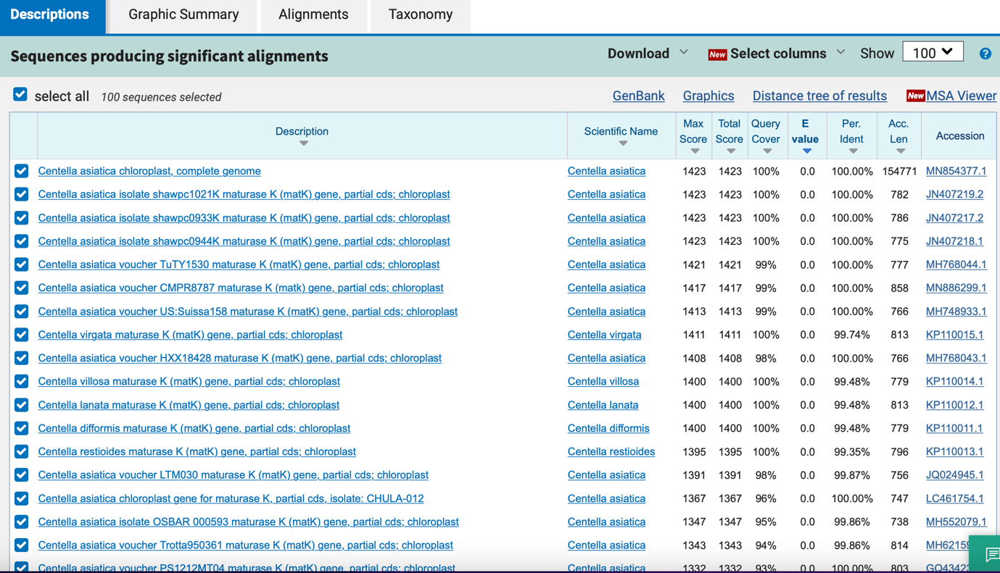 Descriptions Graphic Summary Alignments Taxonomy
Sequences producing significant alignments Download New Select columns Show 100 ?
select all 100 sequences selected GenBank Graphics Distance tree of results New MSA Viewer
Description Scientific Name Max Score Total Score Query Cover E value Per. Ident Acc. Len Accession
Centella asiatica chloroplast, complete genome Centella asiatica 1423 1423 100% 0.0 100.00% 154771 MN854377.1
Centella asiatica isolate shawpc1021K maturase K (matK) gene, partial cds; chloroplast Centella asiatica 1423 1423 100% 0.0 100.00% 782 JN407219.2
Centella asiatica isolate shawpc0933K maturase K (matK) gene, partial cds; chloroplast Centella asiatica 1423 1423 100% 0.0 100.00% 786 JN407217.2
Centella asiatica isolate shawpc0944K maturase K (matK) gene, partial cds; chloroplast Centella asiatica 1423 1423 100% 0.0 100.00% 775 JN407218.1
Centella asiatica voucher TuTY1530 maturase K (matK) gene, partial cds; chloroplast Centella asiatica 1421 1421 99% 0.0 100.00% 777 MH768044.1
Centella asiatica voucher CMPR8787 maturase K (matk) gene, partial cds; chloroplast Centella asiatica 1417 1417 99% 0.0 100.00% 858 MN886299.1
Centella asiatica voucher US:Suissa158 maturase K (matK) gene, partial cds; chloroplast Centella asiatica 1413 1413 99% 0.0 100.00% 766 MH748933.1
Centella virgata maturase K (matK) gene, partial cds; chloroplast Centella virgata 1411 1411 100% 0.0 99.74% 813 KP110015.1
Centella asiatica voucher HXX18428 maturase K (matK) gene, partial cds; chloroplast Centella asiatica 1408 1408 98% 0.0 100.00% 766 MH768043.1
Centella villosa maturase K (matK) gene, partial cds; chloroplast Centella villosa 1400 1400 100% 0.0 99.48% 779 KP110014.1
Centella lanata maturase K (matK) gene, partial cds; chloroplast Centella lanata 1400 1400 100% 0.0 99.48% 813 KP110012.1
Centella difformis maturase K (matK) gene, partial cds; chloroplast Centella difformis 1400 1400 100% 0.0 99.48% 779 KP110011.1
Centella restioides maturase K (matK) gene, partial cds; chloroplast Centella restioides 1395 1395 100% 0.0 99.35% 796 KP110013.1
Centella asiatica voucher LTM030 maturase K (matK) gene, partial cds; chloroplast Centella asiatica 1391 1391 98% 0.0 99.87% 756 JQ024945.1
Centella asiatica chloroplast gene for maturase K, partial cds, isolate: CHULA-012 Centella asiatica 1367 1367 96% 0.0 100.00% 747 LC461754.1
Centella asiatica isolate OSBAR 000593 maturase K (matK) gene, partial cds; chloroplast Centella asiatica 1347 1347 95% 0.0 99.86% 738 MH552079.1
Centella asiatica voucher Trotta950361 maturase K (matK) gene, partial cds; chloroplast Centella asiatica 1343 1343 94% 0.0 99.86% 814 MH62159
Centella asiatica voucher PS1212MT04 maturase K (matK) gene, partial cds; chloroplast Centella asiatica 1332 1332 93% 0.0 100.00% 803 GQ43423